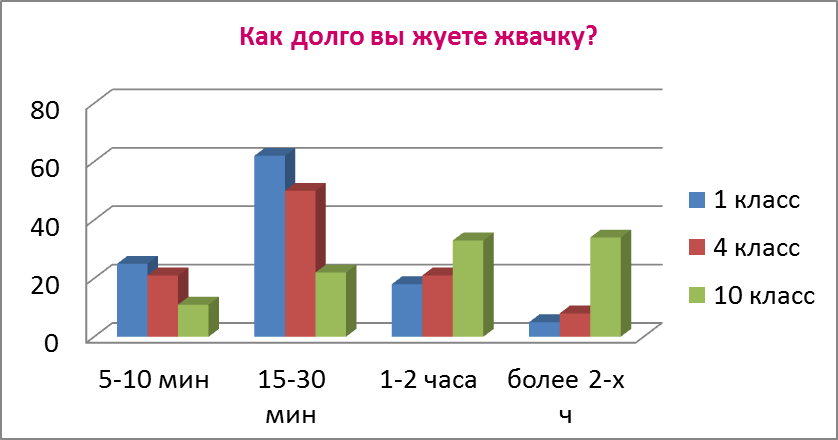 Как долго вы жуете жвачку?
80
60
40
20
0
5-10 мин
15-30
мин
1-2 часа
более 2-х
ч
1 класс
4 класс
10 класс